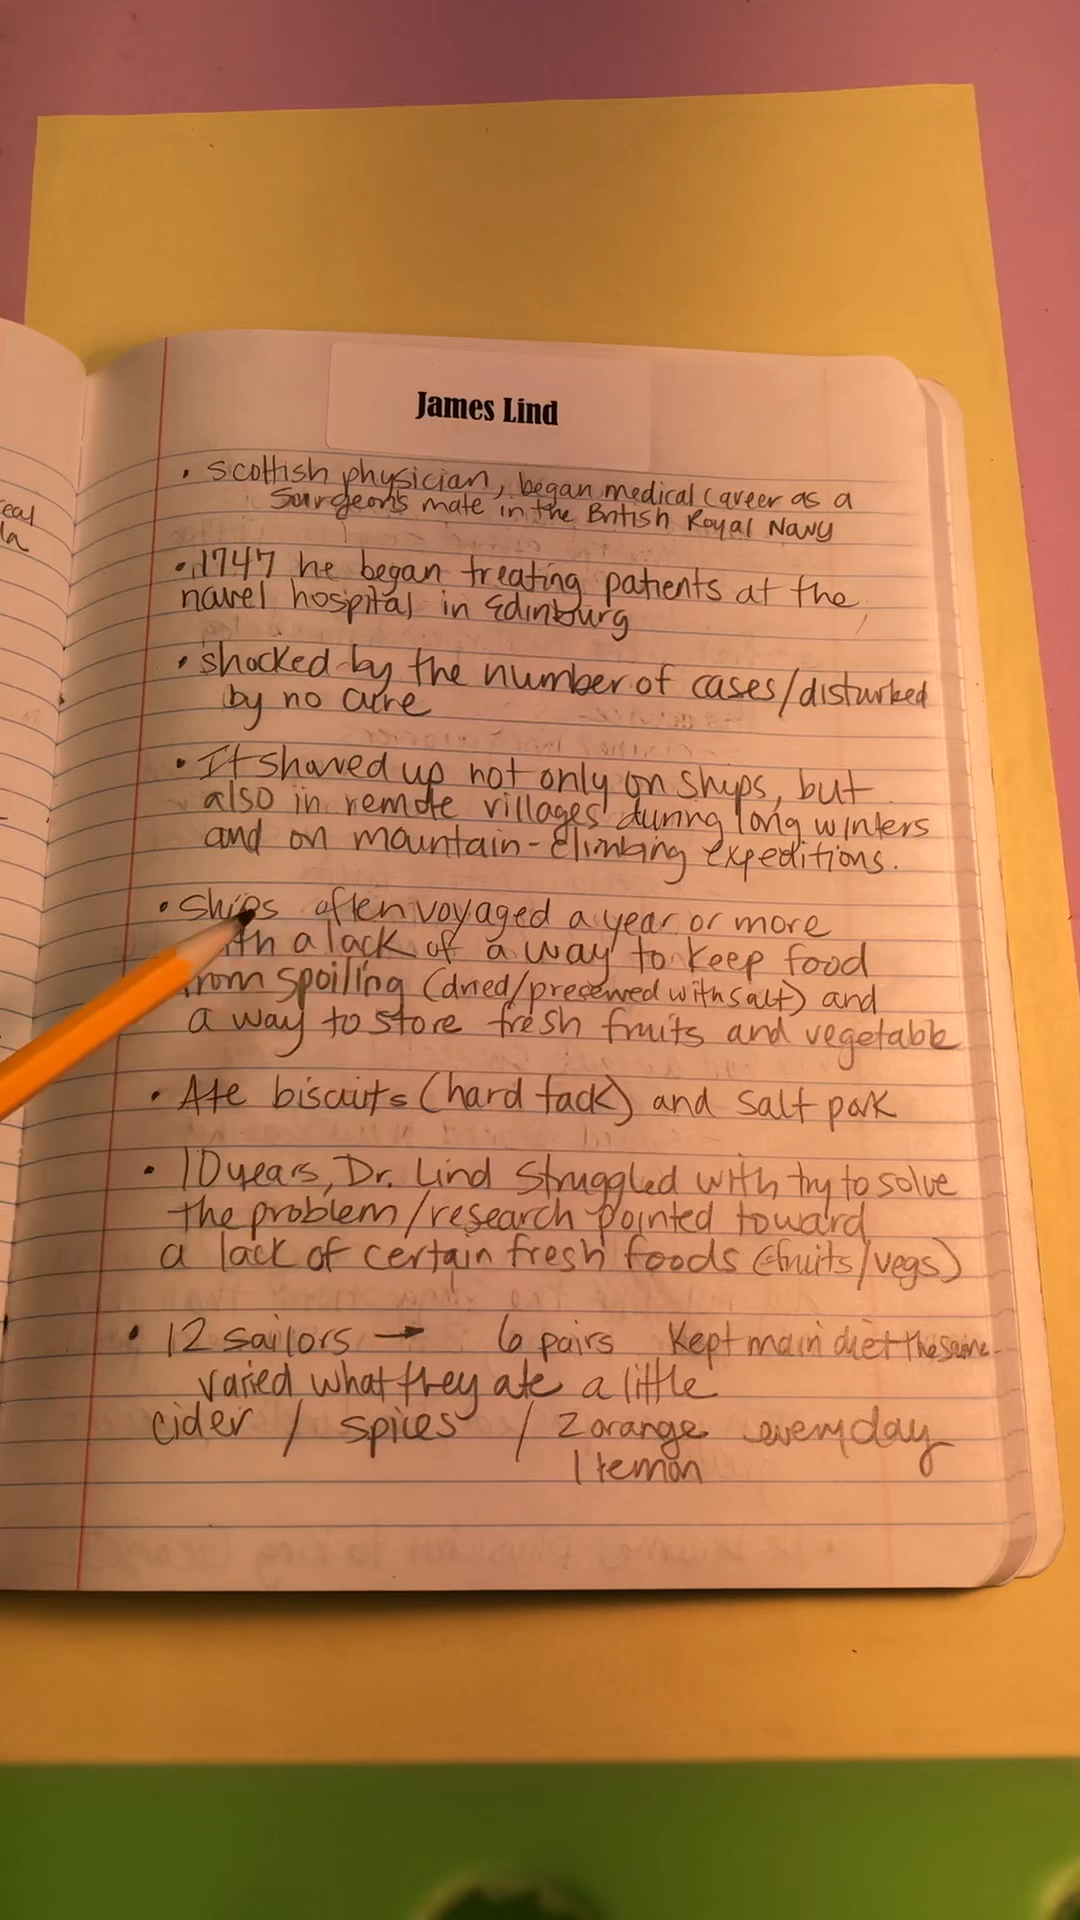 James Lind
• Scottish physician, began medical career as a
Surgeon's mate in the British Royal Navy
• 1747 he began treating patients at the
navel hospital in Edinburg
• shocked by the number of cases/disturbed
by no cure
• It showed up not only on ships, but
also in remote villages during long winters
and on mountain-climbing expeditions.
• Ships often voyaged a year or more
a lack of a way to keep food
from spoiling (dried/preserved with salt) and
a way to store fresh fruits and vegetable
• Ate biscuits (hard tack) and salt pork
• 10 years, Dr. Lind struggled with try to solve
the problem/research pointed toward
a lack of certain fresh foods (fruits/vegs)
• 12 sailors → 6 pairs Kept main diet the same-
varied what they ate a little
cider / spices / 2 orange everyday
1 lemon
eal
la